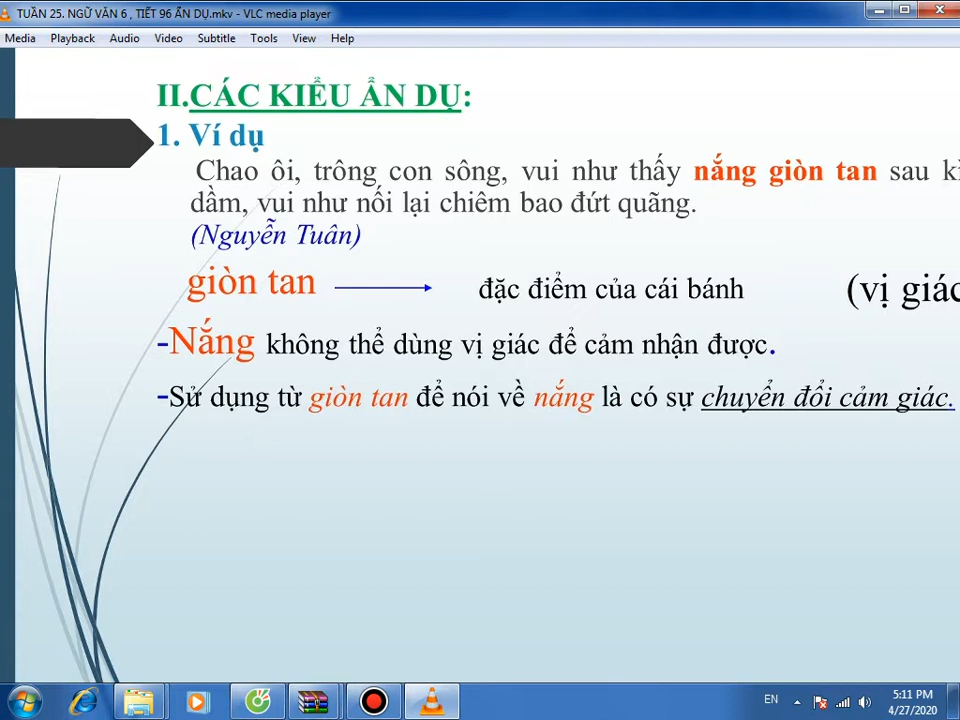 TUẦN 25. NGỮ VĂN 6 , TIẾT 96 ẨN DỤ.mkv - VLC media player
Media Playback Audio Video Subtitle Tools View Help
II.CÁC KIỂU ẨN DỤ:
1. Ví dụ
Chao ôi, trông con sông, vui như thấy nắng giòn tan sau
dầm, vui như nối lại chiêm bao đứt quãng.
(Nguyễn Tuân)
giòn tan đặc điểm của cái bánh (vị giác
-Nắng không thể dùng vị giác để cảm nhận được.
-Sử dụng từ giòn tan để nói về nắng là có sự chuyển đổi cảm giác.
EN
5:11 PM
4/27/2020